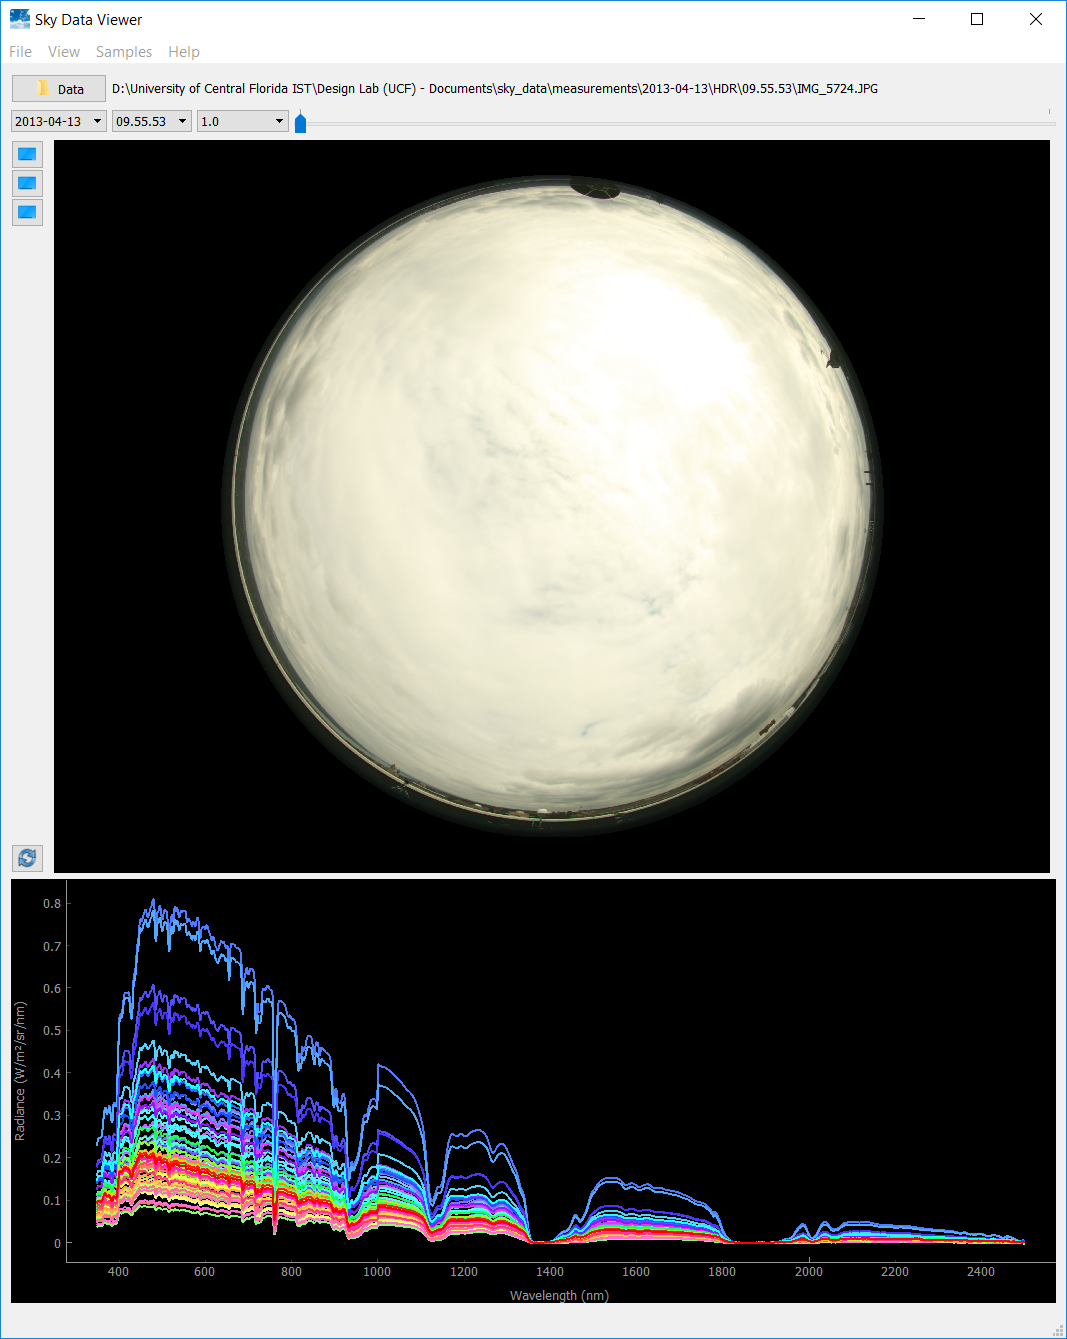 Sky Data Viewer
File View Samples Help
Data D:\University of Central Florida IST\Design Lab (UCF) - Documents\sky_data\measurements\2013-04-13\HDR\09.55.53\IMG_5724.JPG
2013-04-13 09.55.53 1.0
0.8
0.7
0.6
0.5
0.4
0.3
0.2
0.1
0
Radiance (W/m²/sr/nm)
400 600 800 1000 1200 1400 1600 1800 2000 2200 2400
Wavelength (nm)